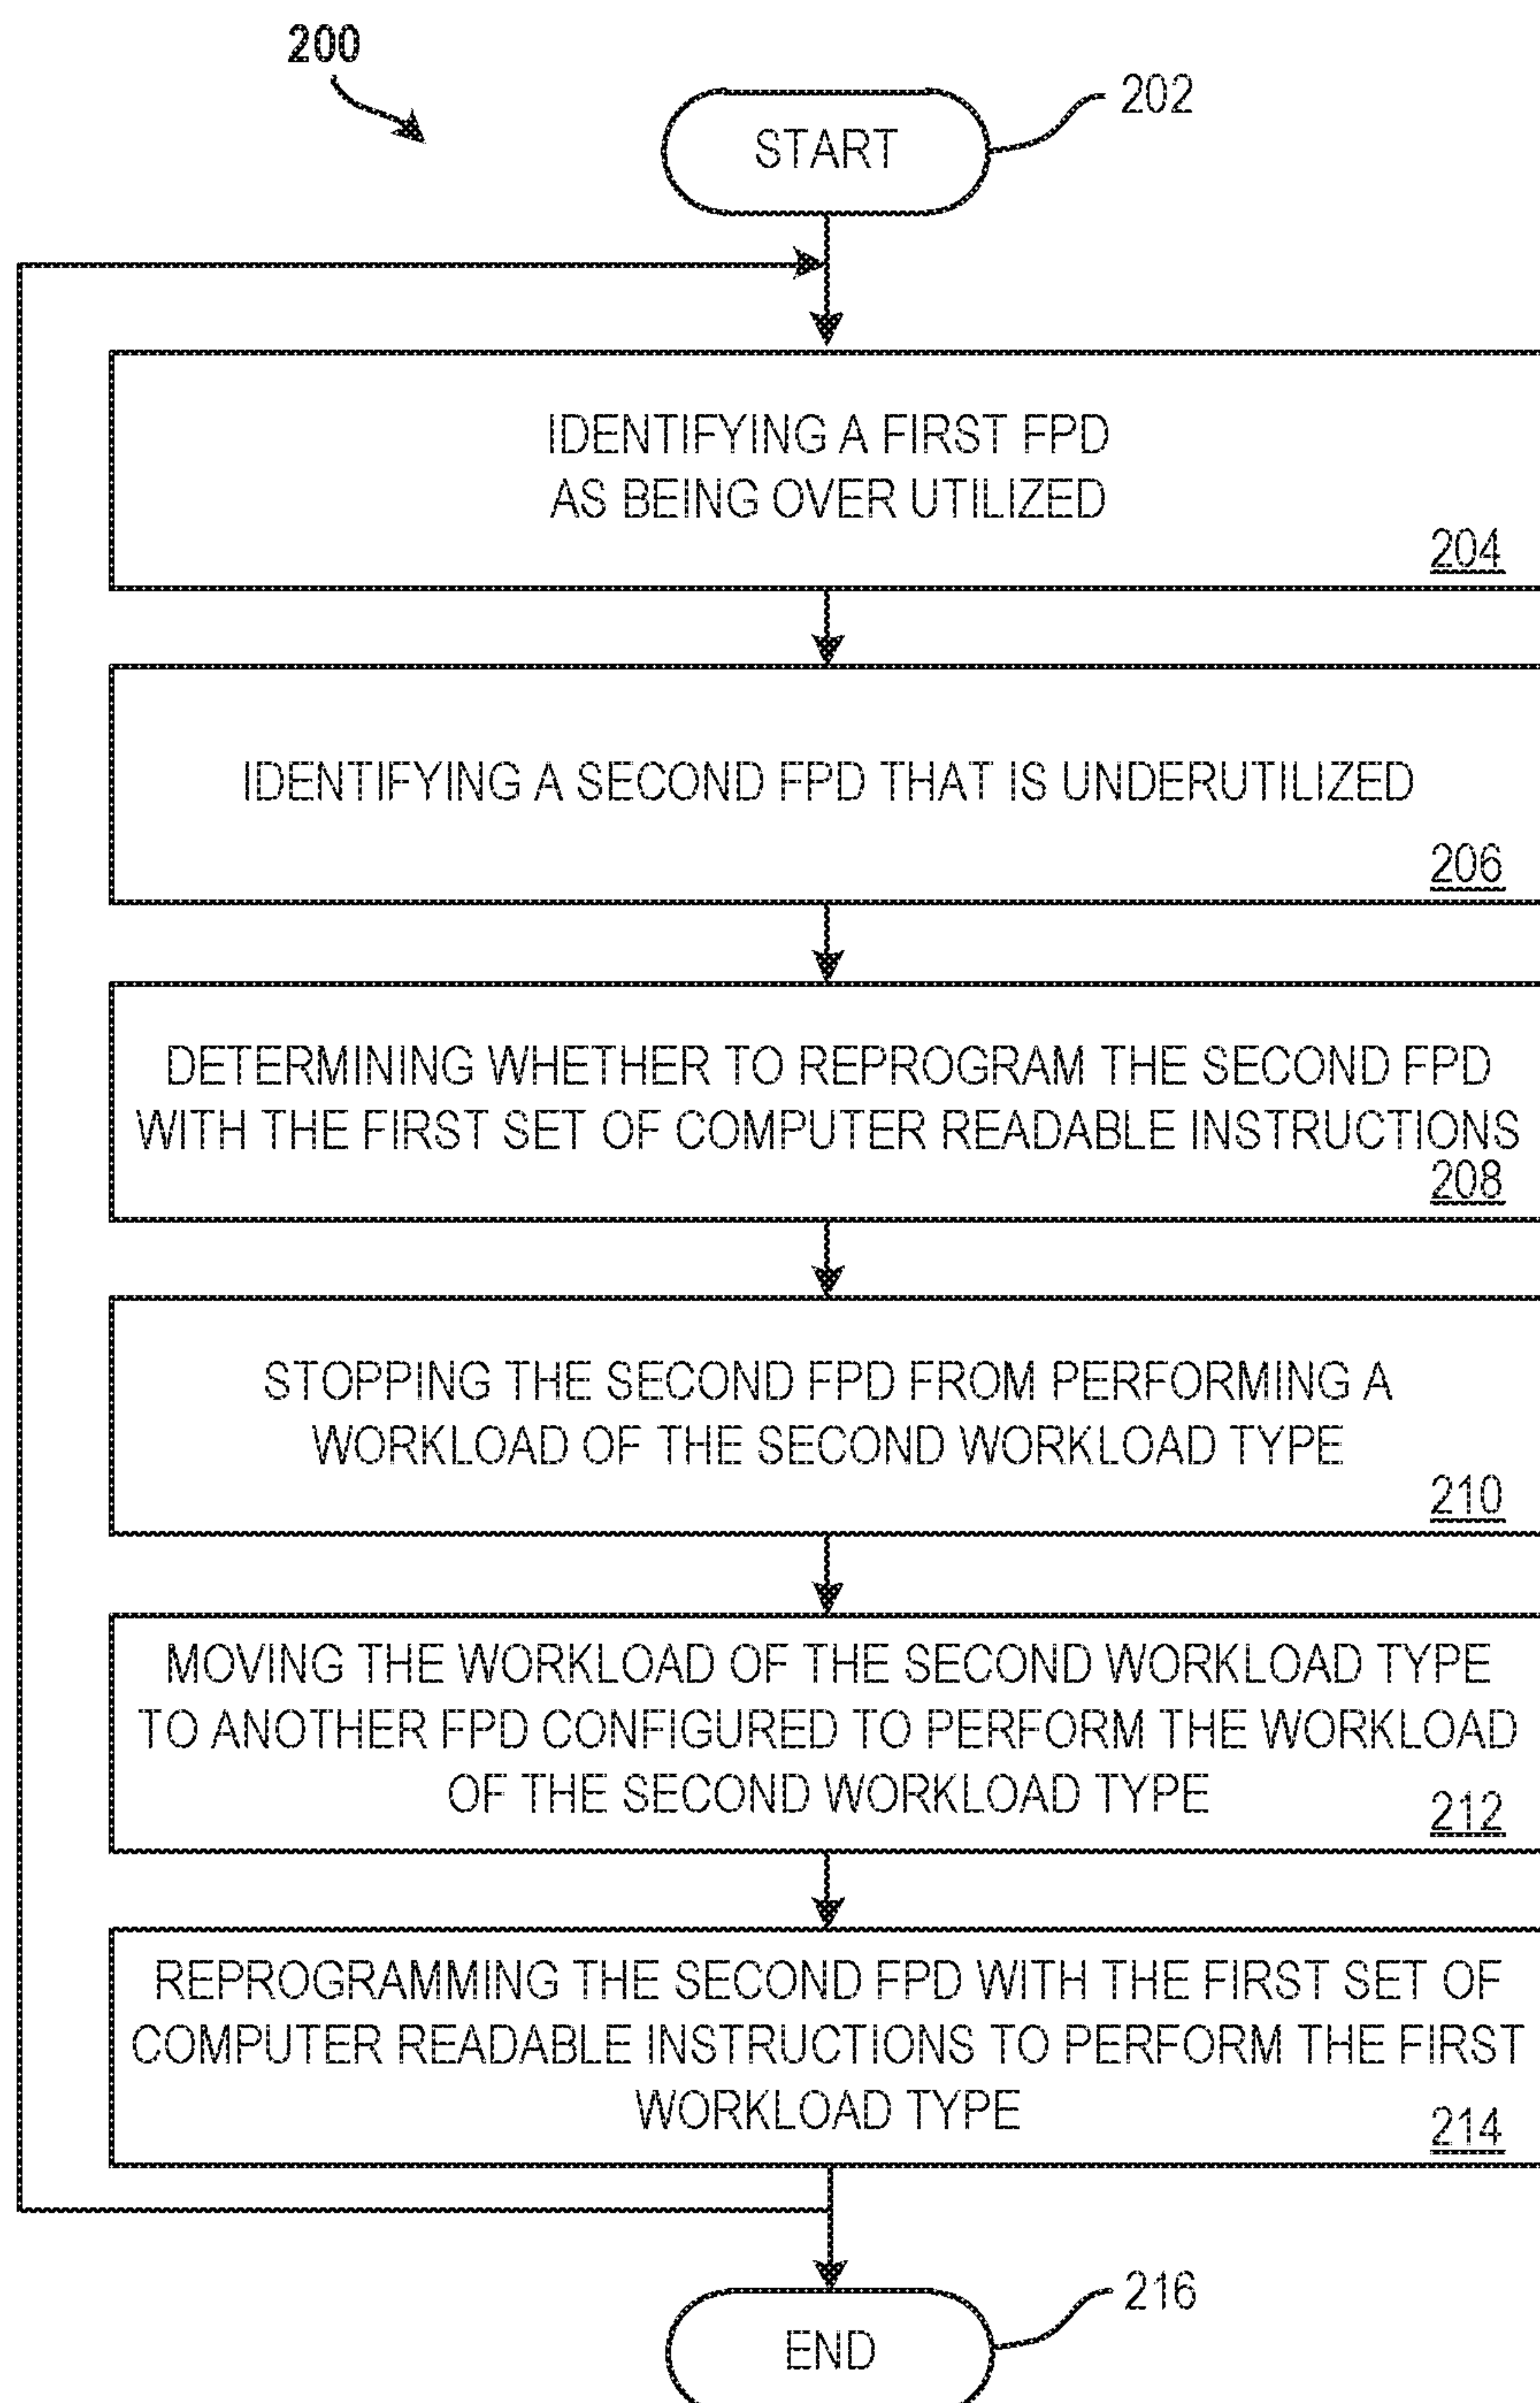 200
202
START
IDENTIFYING A FIRST FPD
AS BEING OVER UTILIZED
204
IDENTIFYING A SECOND FPD THAT IS UNDERUTILIZED
206
DETERMINING WHETHER TO REPROGRAM THE SECOND FPD
WITH THE FIRST SET OF COMPUTER READABLE INSTRUCTIONS
208
STOPPING THE SECOND FPD FROM PERFORMING A
WORKLOAD OF THE SECOND WORKLOAD TYPE
210
MOVING THE WORKLOAD OF THE SECOND WORKLOAD TYPE
TO ANOTHER FPD CONFIGURED TO PERFORM THE WORKLOAD
OF THE SECOND WORKLOAD TYPE
212
REPROGRAMMING THE SECOND FPD WITH THE FIRST SET OF
COMPUTER READABLE INSTRUCTIONS TO PERFORM THE FIRST
WORKLOAD TYPE
214
216
END